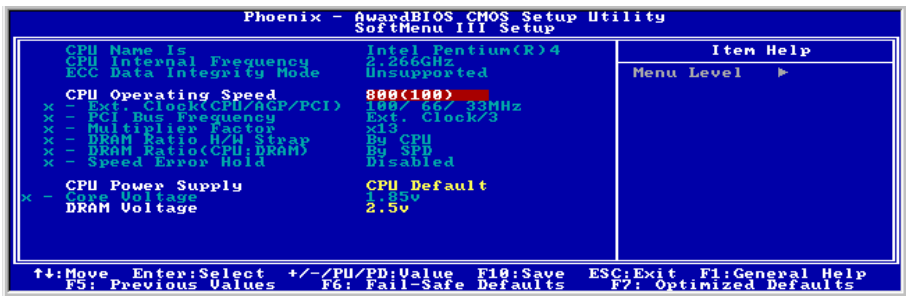 Phoenix - AwardBIOS CMOS Setup Utility
SoftMenu III Setup
CPU Name Is Intel Pentium(R)4
CPU Internal Frequency 2.266GHz
ECC Data Integrity Mode Unsupported
CPU Operating Speed 800(100)
x - Ext. Clock(CPU/AGP/PCI) 100/ 66/ 33MHz
x - PCI Bus Frequency Ext. Clock/3
x - Multiplier Factor x13
x - DRAM Ratio H/W Strap By CPU
x - DRAM Ratio(CPU:DRAM) By SPD
x - Speed Error Hold Disabled
CPU Power Supply CPU Default
x - Core Voltage 1.85v
DRAM Voltage 2.5v
Item Help
Menu Level ►
↑↓:Move Enter:Select +/-/PU/PD:Value F10:Save ESC:Exit F1:General Help
F5: Previous Values F6: Fail-Safe Defaults F7: Optimized Defaults